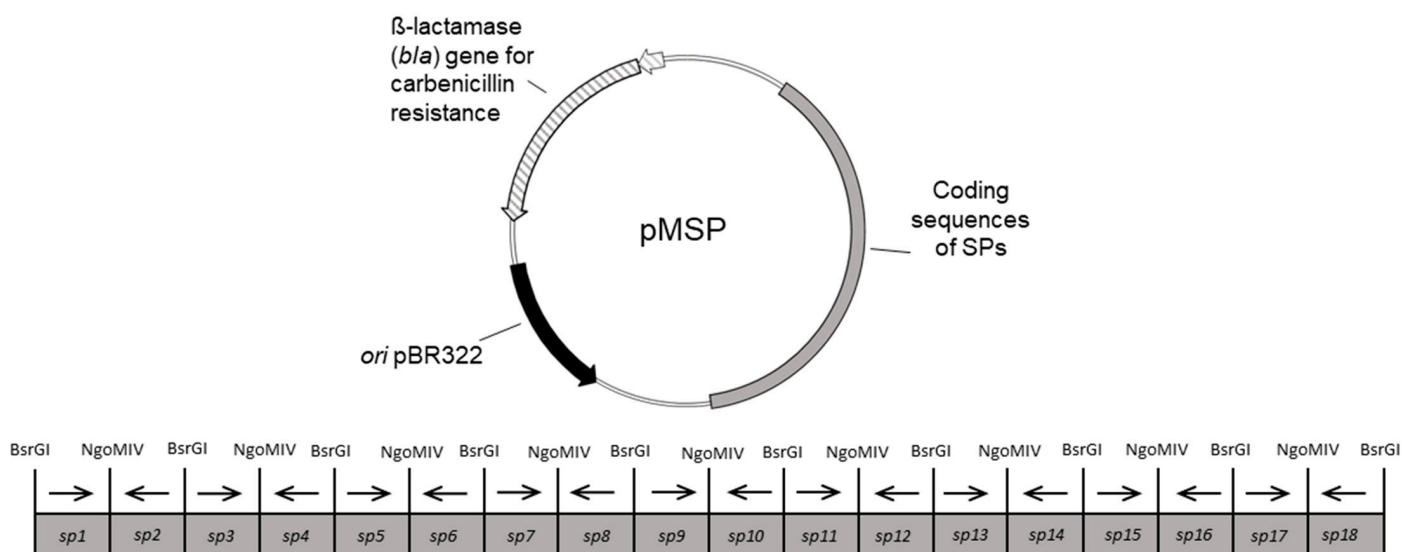 ß-lactamase
(bla) gene for
carbenicillin
resistance
pMSP
Coding
sequences
of SPs
ori pBR322
BsrGI NgoMIV BsrGI NgoMIV BsrGI NgoMIV BsrGI NgoMIV BsrGI NgoMIV BsrGI NgoMIV BsrGI NgoMIV BsrGI NgoMIV BsrGI NgoMIV BsrGI
sp1 sp2 sp3 sp4 sp5 sp6 sp7 sp8 sp9 sp10 sp11 sp12 sp13 sp14 sp15 sp16 sp17 sp18